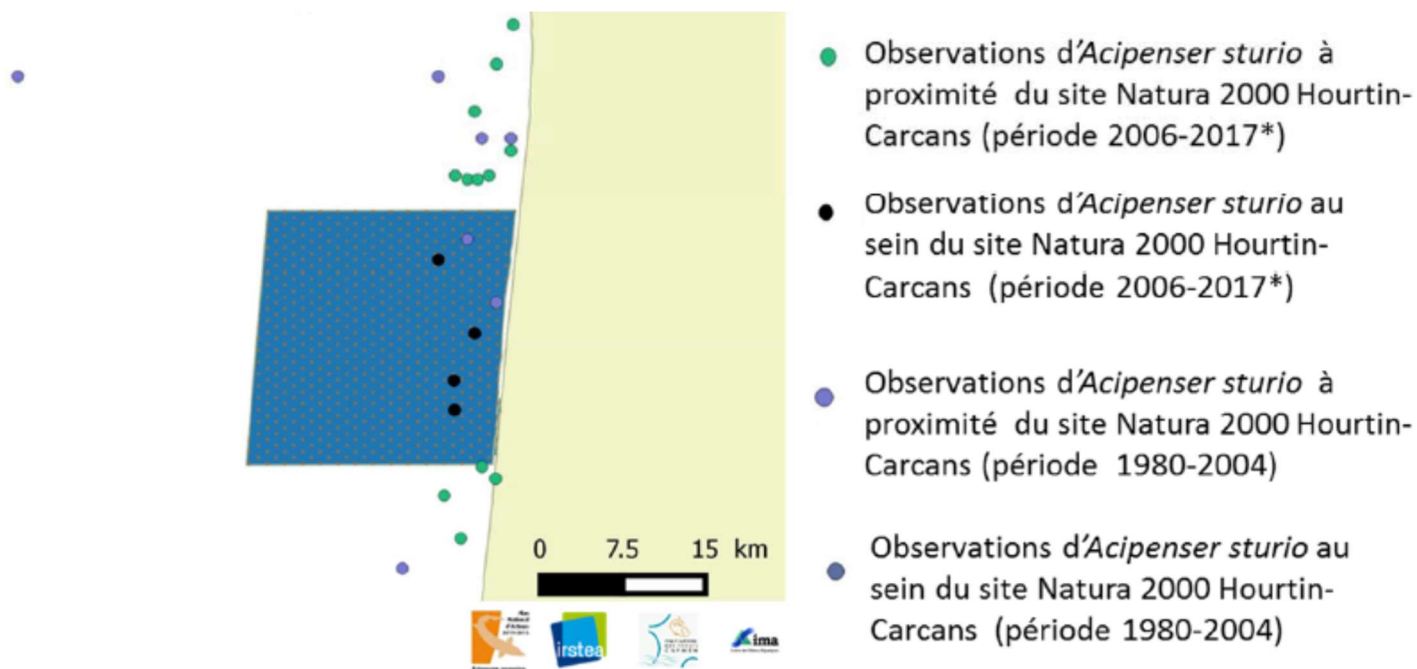 Observations d'Acipenser sturio à
proximité du site Natura 2000 Hourtin-
Carcans (période 2006-2017*)
Observations d'Acipenser sturio au
sein du site Natura 2000 Hourtin-
Carcans (période 2006-2017*)
Observations d'Acipenser sturio à
proximité du site Natura 2000 Hourtin-
Carcans (période 1980-2004)
Observations d'Acipenser sturio au
sein du site Natura 2000 Hourtin-
Carcans (période 1980-2004)
0 7.5 15 km
irstea
ima